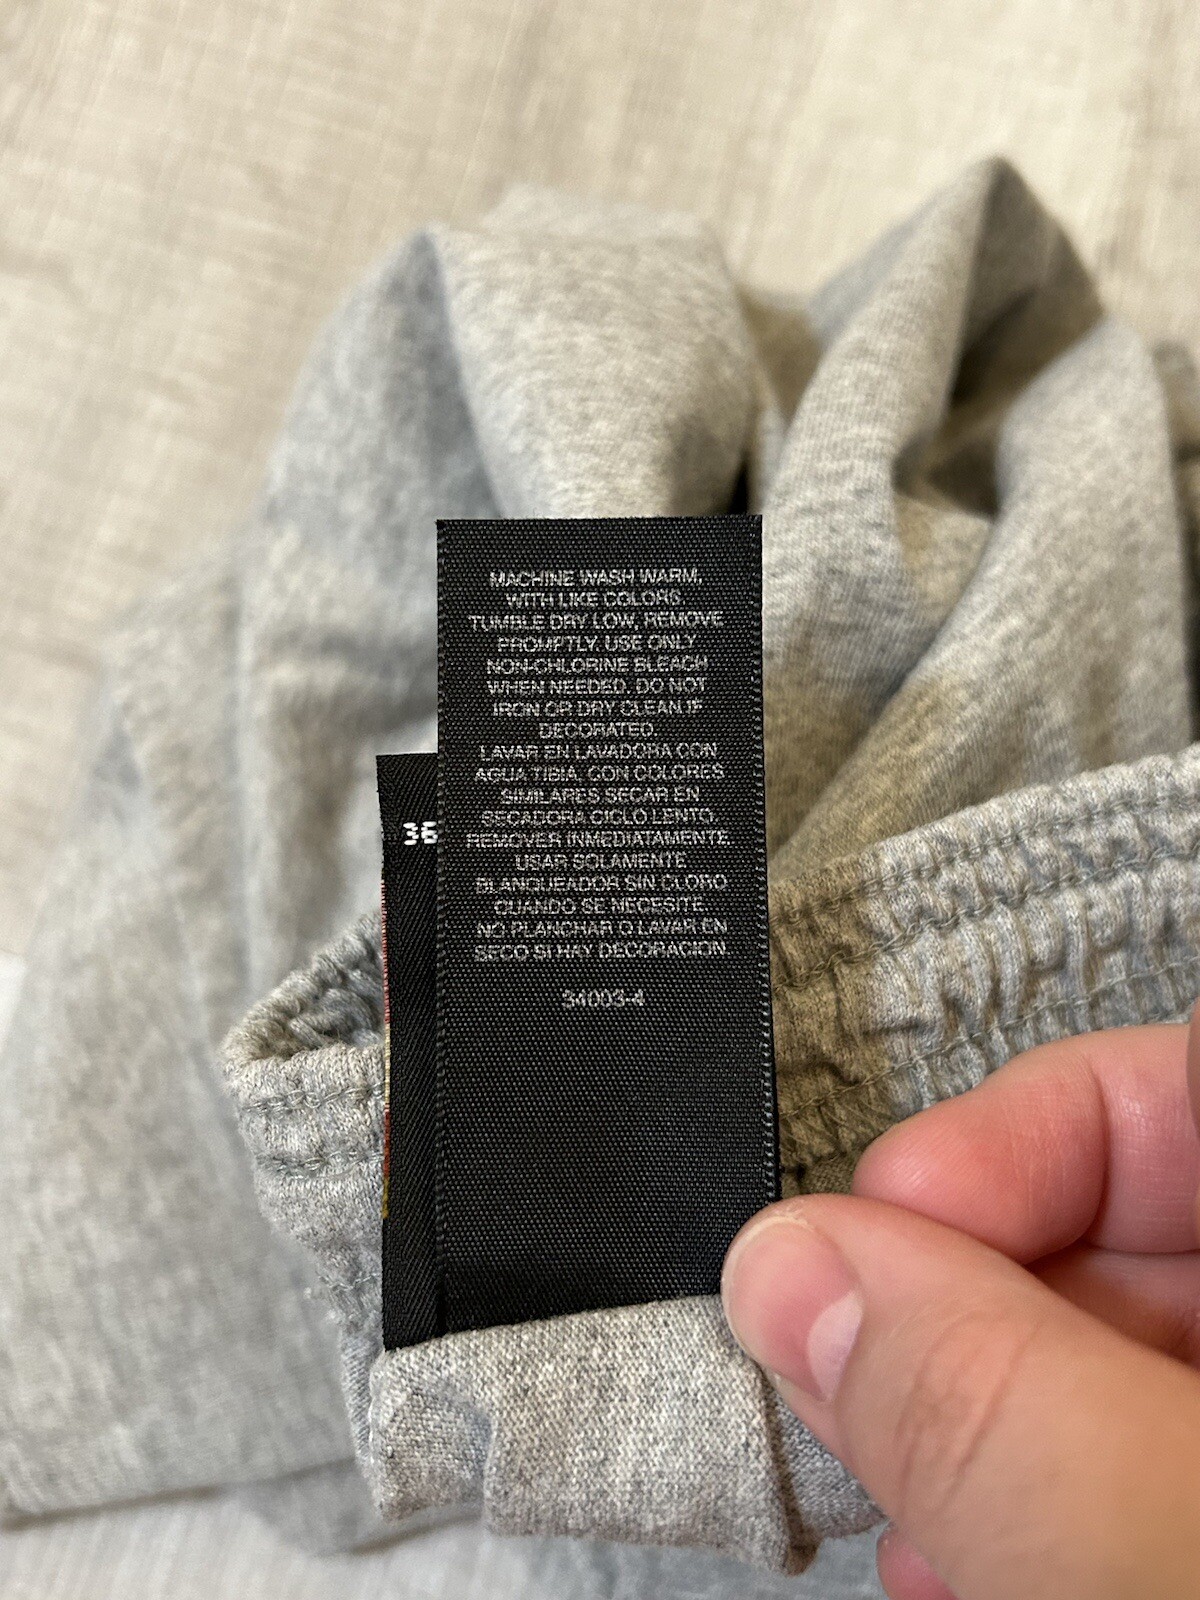 MACHINE WASH WARM,
WITH LIKE COLORS
TUMBLE DRY LOW, REMOVE
PROMPTLY. USE ONLY
NON-CHLORINE BLEACH
WHEN NEEDED. DO NOT
IRON OR DRY CLEAN IF
DECORATED.
LAVAR EN LAVADORA CON
AGUA TIBIA, CON COLORES
SIMILARES SECAR EN
SECADORA CICLO LENTO.
REMOVER INMEDIATAMENTE.
USAR SOLAMENTE
BLANQUEADOR SIN CLORO
CUANDO SE NECESITE
NO PLANCHAR O LAVAR EN
SECO SI HAY DECORACION.
34003-4
36